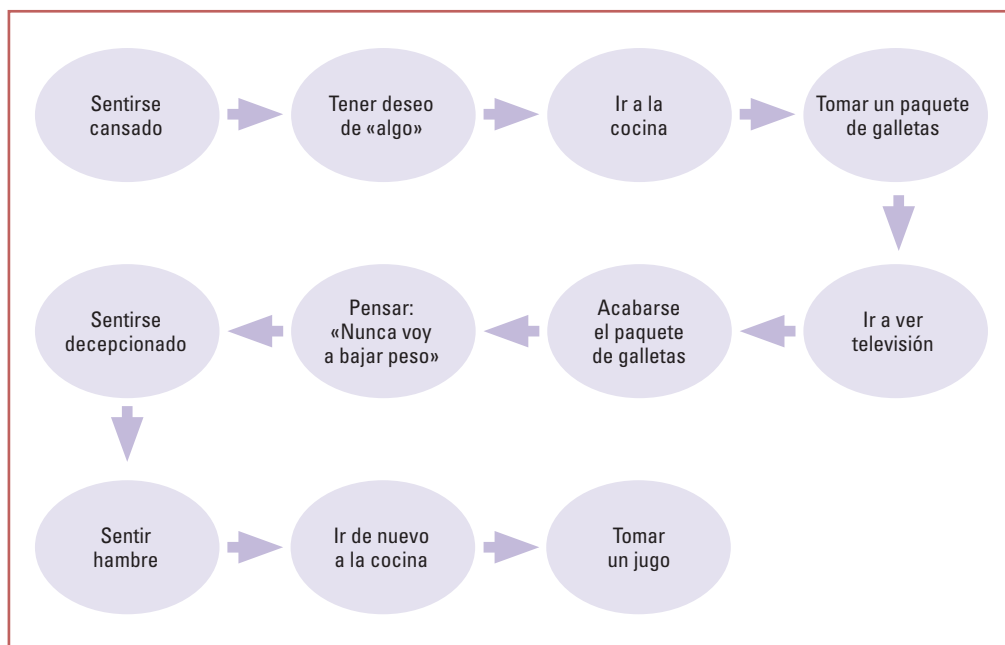 Sentirse
cansado
Tener deseo
de «algo»
Ir a la
cocina
Tomar un paquete
de galletas
Ir a ver
televisión
Acabarse
el paquete
de galletas
Pensar:
«Nunca voy
a bajar peso»
Sentirse
decepcionado
Sentir
hambre
Ir de nuevo
a la cocina
Tomar
un jugo